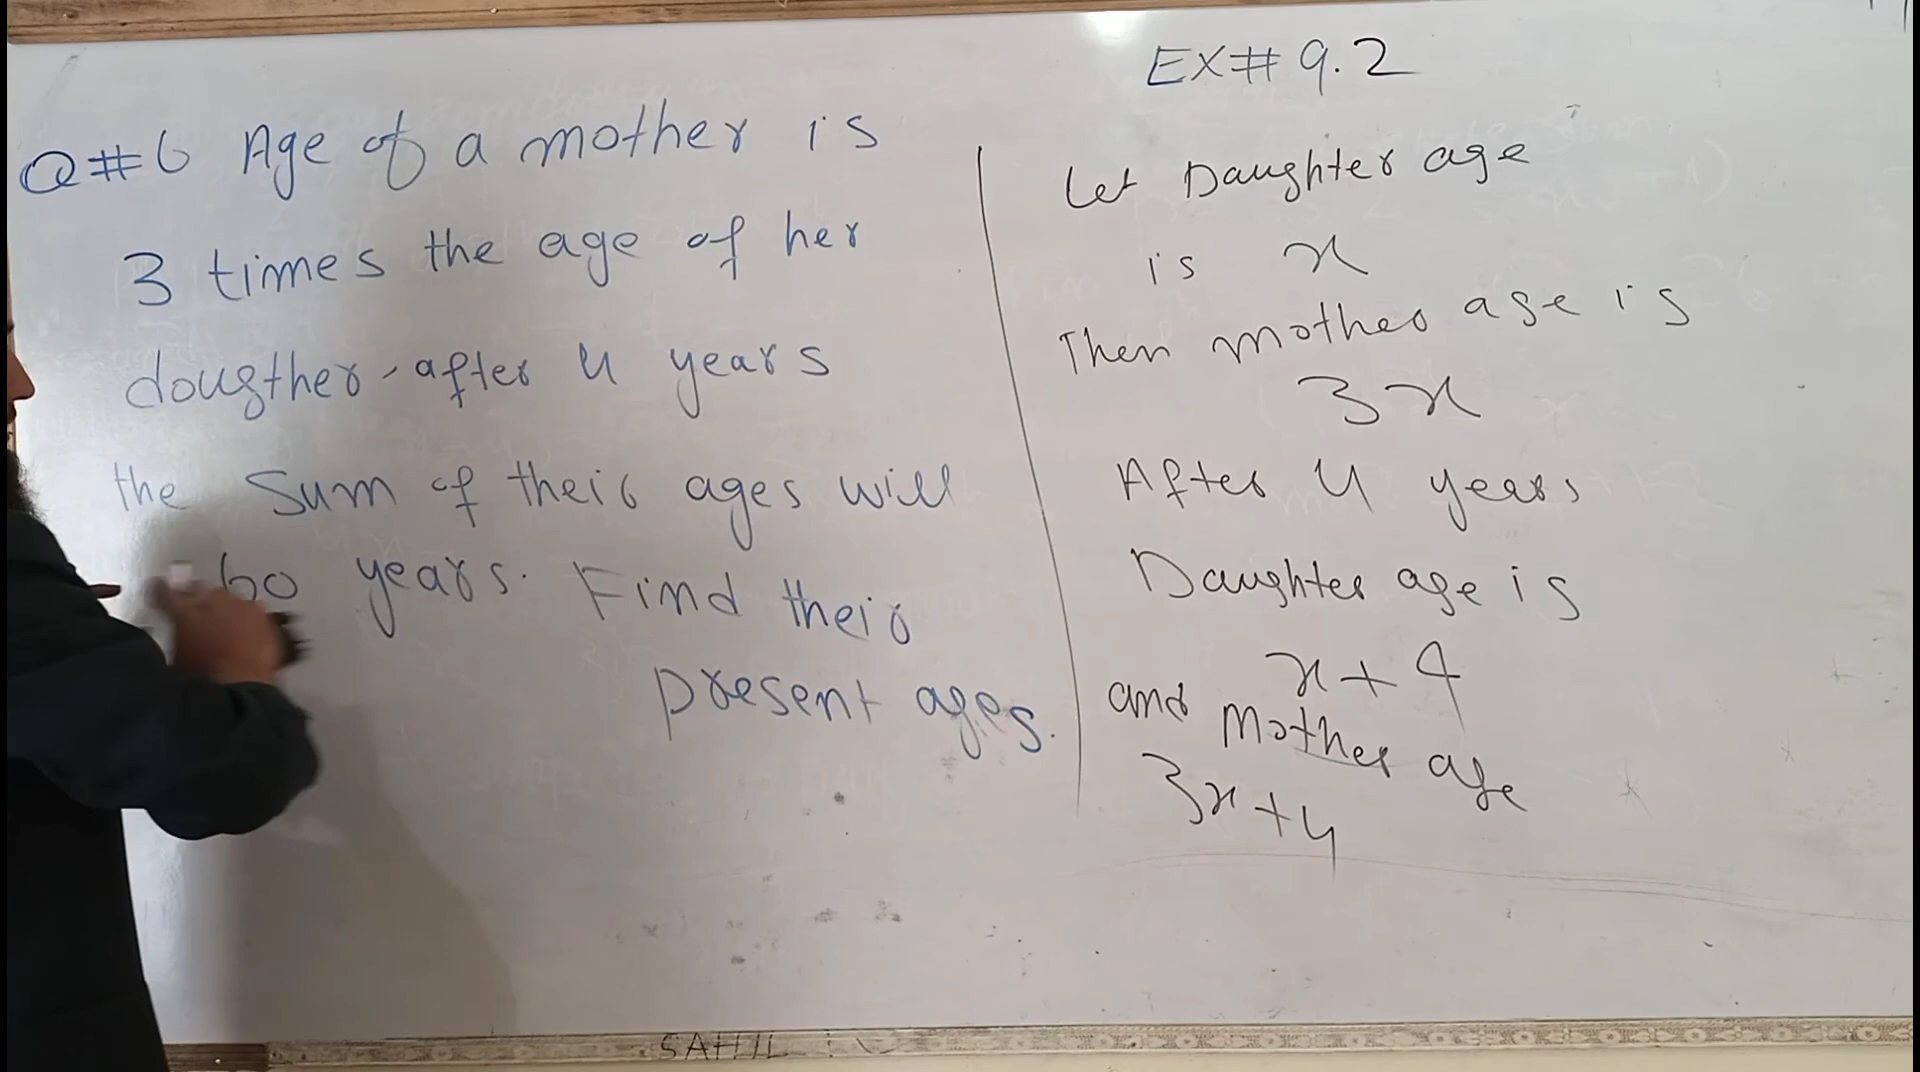 EX# 9.2
Q#6 Age of a mother is
3 times the age of her
dougther after 4 years
the Sum of their ages will
60 years. Find their
present ages.
Let Daughter age
is x
Then mother age is
3x
After 4 years
Daughter age is
x+4
and Mother age
3x+4
SAHIL